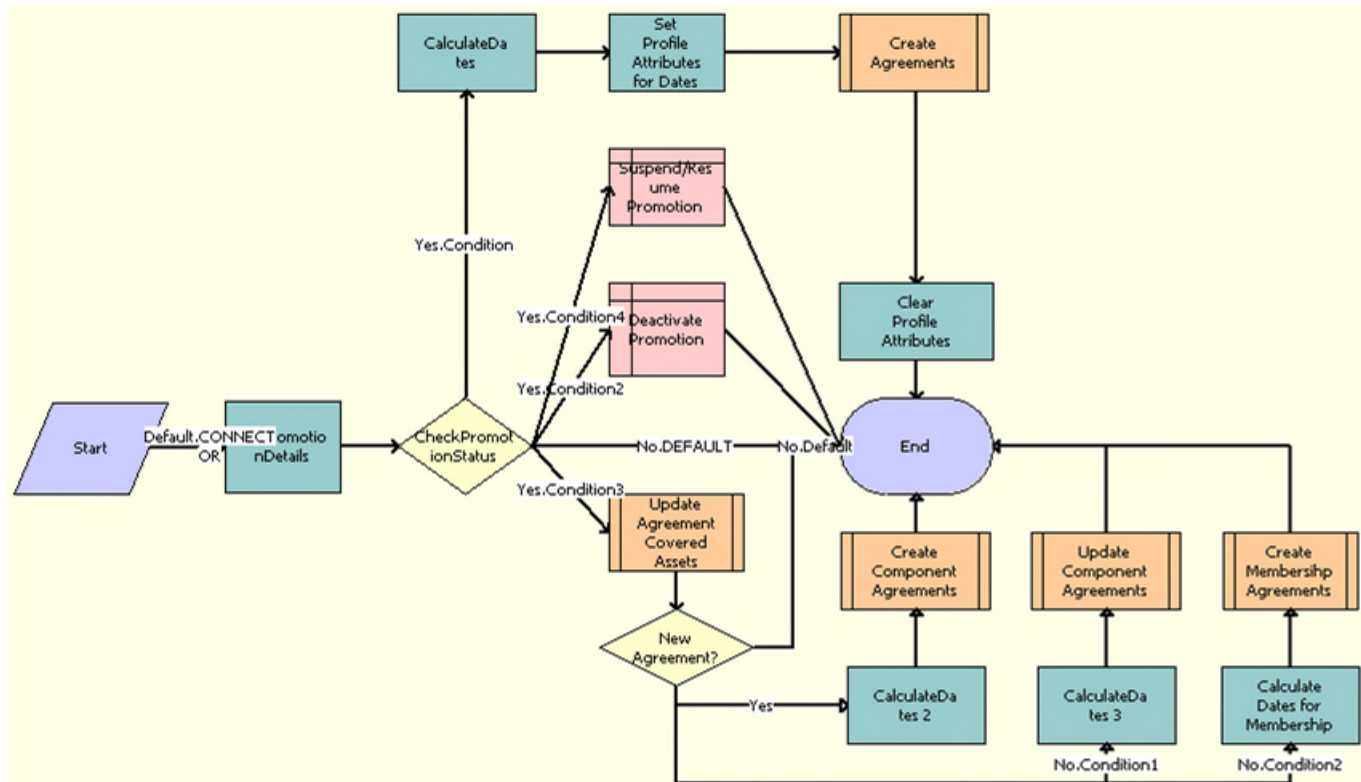 CalculateDa
tes
Set
Profile
Attributes
for Dates
Create
Agreements
Suspend/Res
ume
Promotion
Yes.Condition
Yes.Condition4
Deactivate
Promotion
Clear
Profile
Attributes
Yes.Condition2
Start
Default.CONNECT
OR
omotio
nDetails
CheckPromot
ionStatus
No.DEFAULT
No.Default
End
Yes.Condition3
Update
Agreement
Covered
Assets
Create
Component
Agreements
Update
Component
Agreements
Create
Membersihp
Agreements
New
Agreement?
Yes
CalculateDa
tes 2
CalculateDa
tes 3
Calculate
Dates for
Membership
No.Condition1
No.Condition2